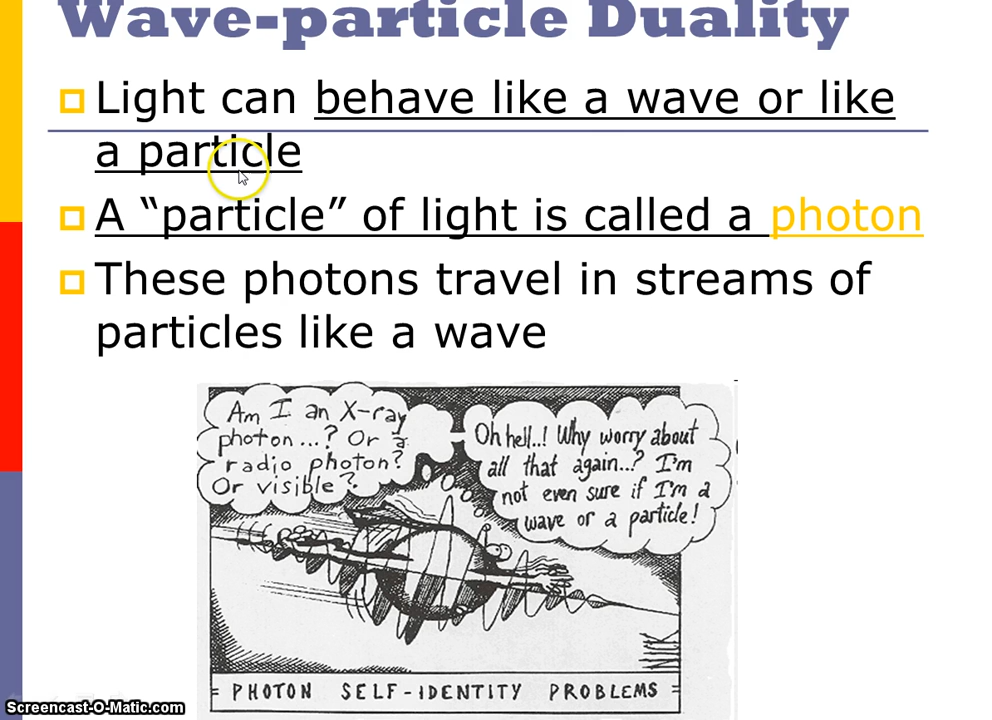 Wave-particle Duality
Light can behave like a wave or like
a particle
A “particle” of light is called a photon
These photons travel in streams of
particles like a wave
Am I an X-ray
photon...? Or a
radio photon?
Or visible?
Oh hell..! Why worry about
all that again...? I'm
not even sure if I'm a
wave or a particle!
NICK
= PHOTON SELF-IDENTITY PROBLEMS =
Screencast-O-Matic.com